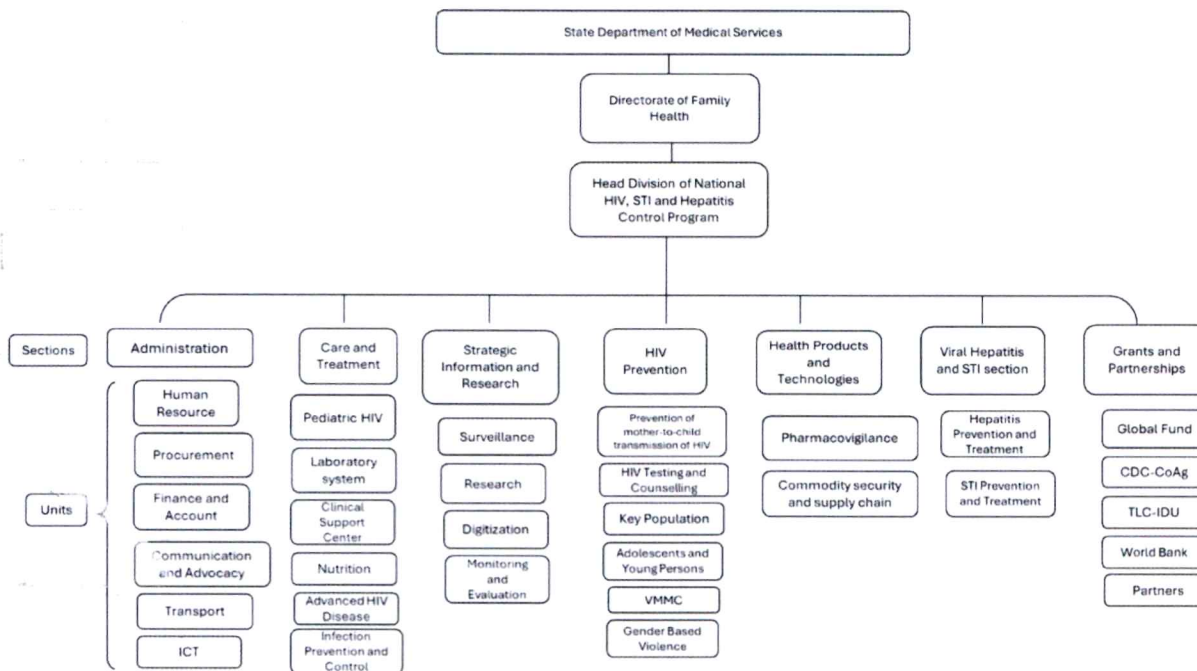 State Department of Medical Services
Directorate of Family
Health
Head Division of National
HIV, STI and Hepatitis
Control Program
Sections
Administration
Care and
Treatment
Strategic
Information and
Research
HIV
Prevention
Health Products
and
Technologies
Viral Hepatitis
and STI section
Grants and
Partnerships
Units
Human
Resource
Procurement
Finance and
Account
Communication
and Advocacy
Transport
ICT
Pediatric HIV
Laboratory
system
Clinical
Support
Center
Nutrition
Advanced HIV
Disease
Infection
Prevention and
Control
Surveillance
Research
Digitization
Monitoring
and
Evaluation
Prevention of
mother-to-child
transmission of HIV
HIV Testing and
Counselling
Key Population
Adolescents and
Young Persons
VMMC
Gender Based
Violence
Pharmacovigilance
Commodity security
and supply chain
Hepatitis
Prevention and
Treatment
STI Prevention
and Treatment
Global Fund
CDC-CoAg
TLC-IDU
World Bank
Partners